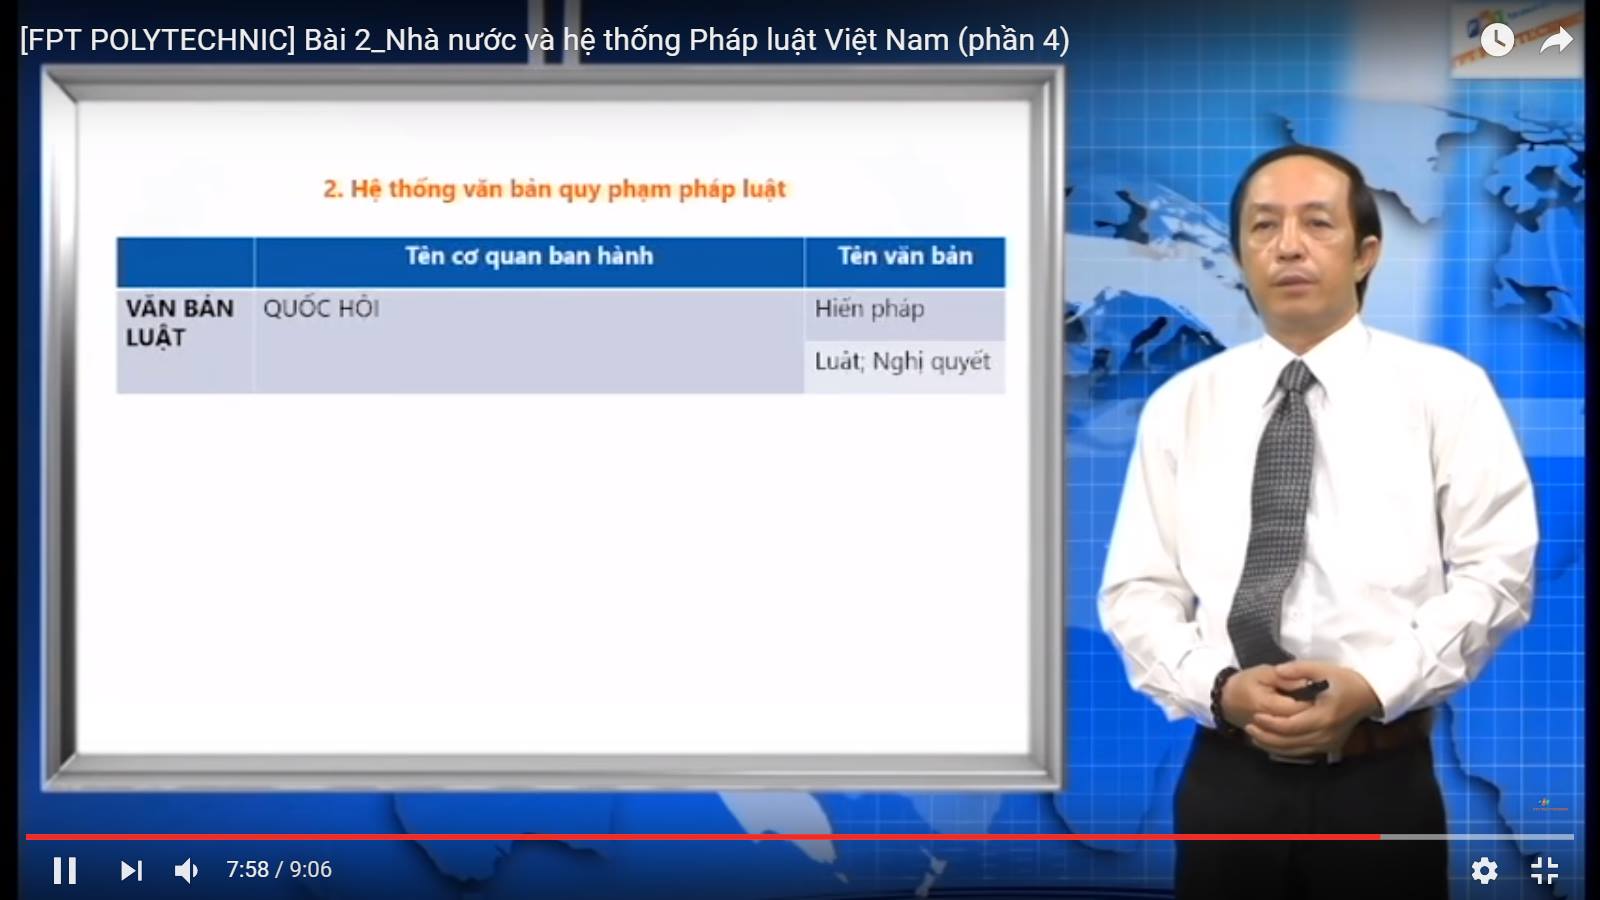 [FPT POLYTECHNIC] Bài 2_Nhà nước và hệ thống Pháp luật Việt Nam (phần 4)
2. Hệ thống văn bản quy phạm pháp luật
Tên cơ quan ban hành
Tên văn bản
VĂN BẢN
LUẬT
QUỐC HỘI
Hiến pháp
Luật; Nghị quyết
7:58 / 9:06